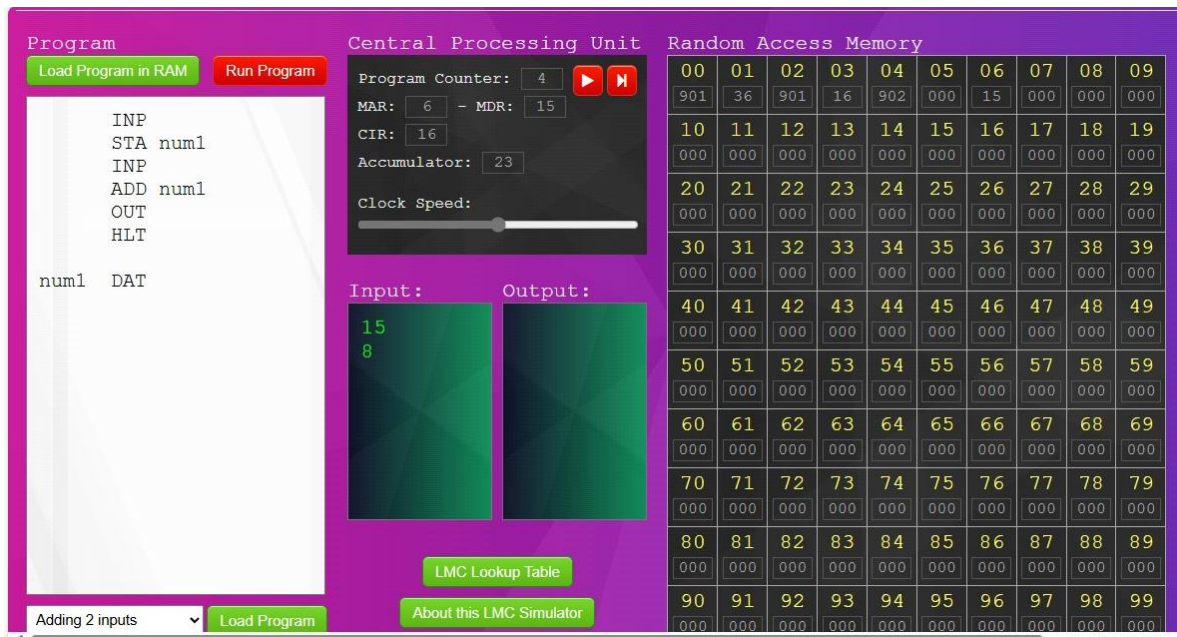 Program
Load Program in RAM
Run Program
INP
STA num1
INP
ADD num1
OUT
HLT
num1 DAT
Adding 2 inputs
Load Program
Central Processing Unit
Program Counter: 4
MAR: 6 - MDR: 15
CIR: 16
Accumulator: 23
Clock Speed:
Input:
15
8
Output:
LMC Lookup Table
About this LMC Simulator
Random Access Memory
00 01 02 03 04 05 06 07 08 09
901 36 901 16 902 000 15 000 000 000
10 11 12 13 14 15 16 17 18 19
000 000 000 000 000 000 000 000 000 000
20 21 22 23 24 25 26 27 28 29
000 000 000 000 000 000 000 000 000 000
30 31 32 33 34 35 36 37 38 39
000 000 000 000 000 000 000 000 000 000
40 41 42 43 44 45 46 47 48 49
000 000 000 000 000 000 000 000 000 000
50 51 52 53 54 55 56 57 58 59
000 000 000 000 000 000 000 000 000 000
60 61 62 63 64 65 66 67 68 69
000 000 000 000 000 000 000 000 000 000
70 71 72 73 74 75 76 77 78 79
000 000 000 000 000 000 000 000 000 000
80 81 82 83 84 85 86 87 88 89
000 000 000 000 000 000 000 000 000 000
90 91 92 93 94 95 96 97 98 99
000 000 000 000 000 000 000 000 000 000